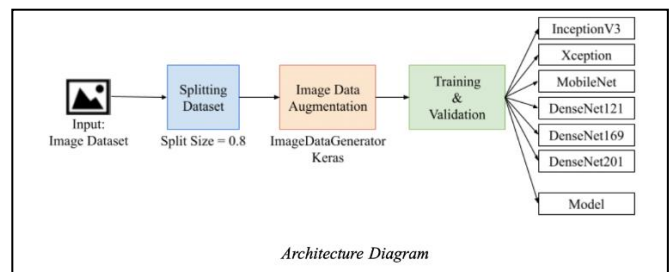 Input:
Image Dataset
Splitting
Dataset
Split Size = 0.8
Image Data
Augmentation
ImageDataGenerator
Keras
Training
&
Validation
InceptionV3
Xception
MobileNet
DenseNet121
DenseNet169
DenseNet201
Model
Architecture Diagram